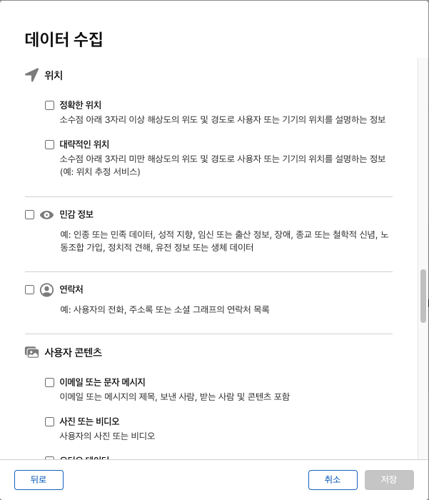 데이터 수집
위치
정확한 위치
소수점 아래 3자리 이상 해상도의 위도 및 경도로 사용자 또는 기기의 위치를 설명하는 정보
대략적인 위치
소수점 아래 3자리 미만 해상도의 위도 및 경도로 사용자 또는 기기의 위치를 설명하는 정보
(예: 위치 추정 서비스)
민감 정보
예: 인종 또는 민족 데이터, 성적 지향, 임신 또는 출산 정보, 장애, 종교 또는 철학적 신념, 노
동조합 가입, 정치적 견해, 유전 정보 또는 생체 데이터
연락처
예: 사용자의 전화, 주소록 또는 소셜 그래프의 연락처 목록
사용자 콘텐츠
이메일 또는 문자 메시지
이메일 또는 메시지의 제목, 보낸 사람, 받는 사람 및 콘텐츠 포함
사진 또는 비디오
사용자의 사진 또는 비디오
뒤로
취소
저장